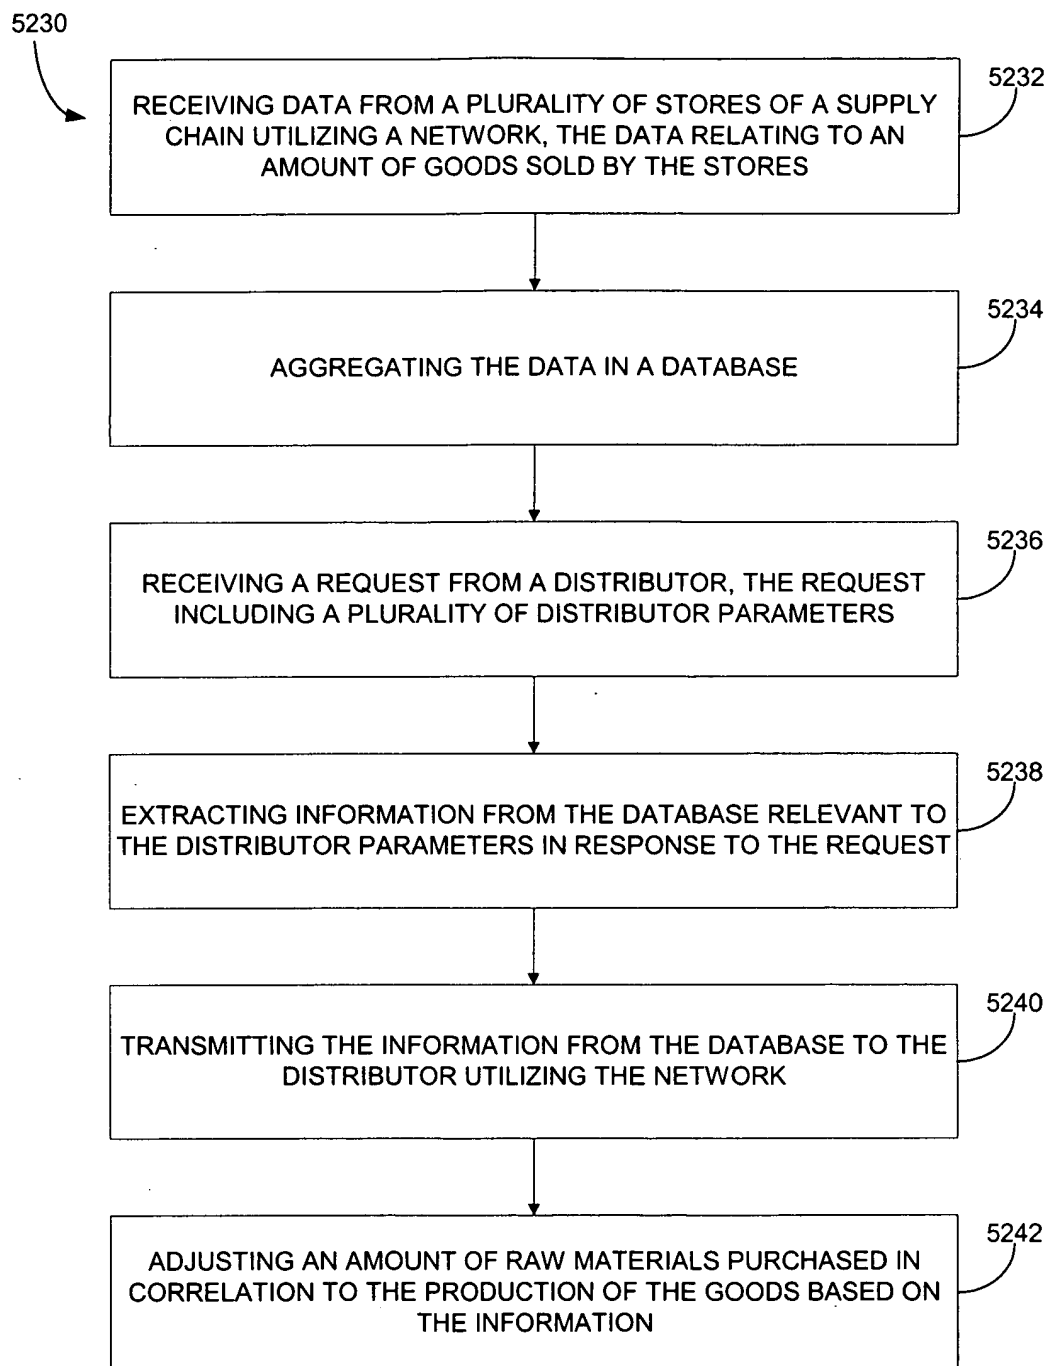 5230
5232
RECEIVING DATA FROM A PLURALITY OF STORES OF A SUPPLY
CHAIN UTILIZING A NETWORK, THE DATA RELATING TO AN
AMOUNT OF GOODS SOLD BY THE STORES
5234
AGGREGATING THE DATA IN A DATABASE
5236
RECEIVING A REQUEST FROM A DISTRIBUTOR, THE REQUEST
INCLUDING A PLURALITY OF DISTRIBUTOR PARAMETERS
5238
EXTRACTING INFORMATION FROM THE DATABASE RELEVANT TO
THE DISTRIBUTOR PARAMETERS IN RESPONSE TO THE REQUEST
5240
TRANSMITTING THE INFORMATION FROM THE DATABASE TO THE
DISTRIBUTOR UTILIZING THE NETWORK
5242
ADJUSTING AN AMOUNT OF RAW MATERIALS PURCHASED IN
CORRELATION TO THE PRODUCTION OF THE GOODS BASED ON
THE INFORMATION